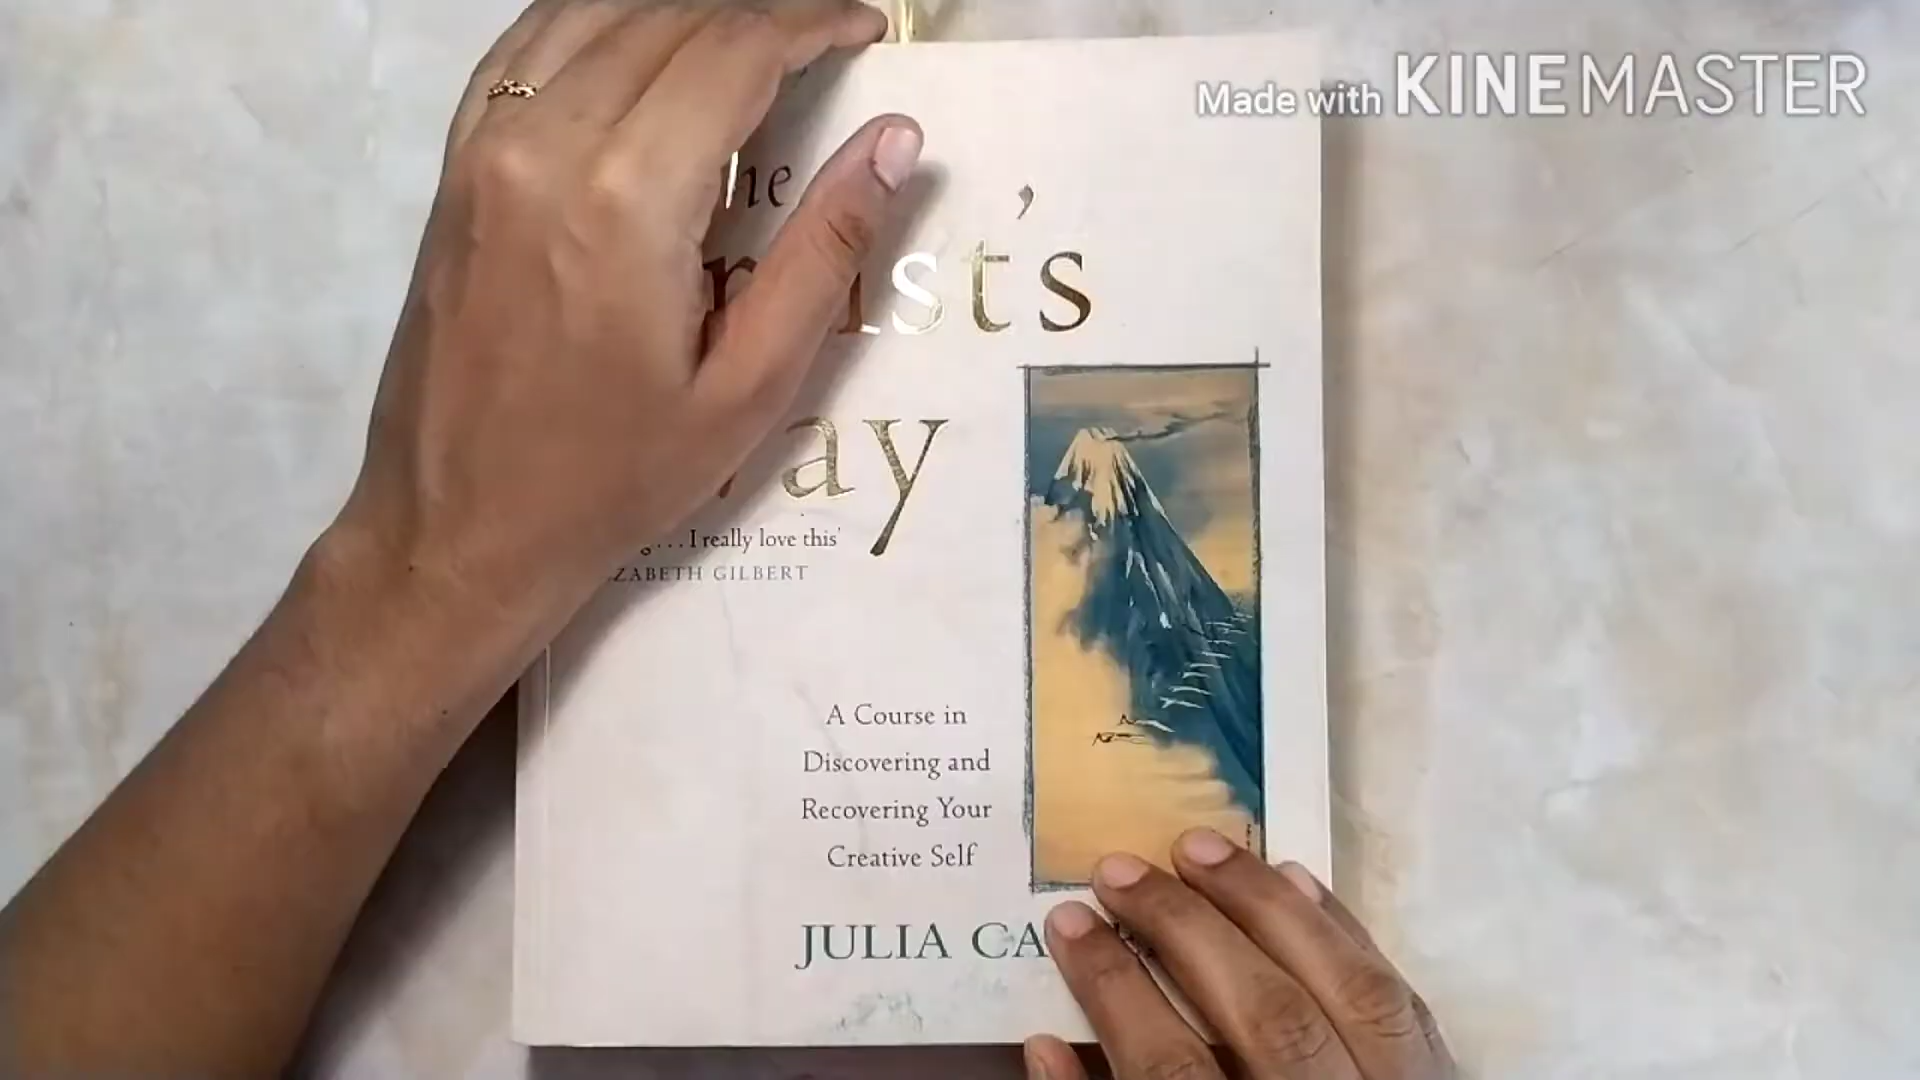 Made with KINEMASTER
he
ist's
ay
g...I really love this'
ZABETH GILBERT
A Course in
Discovering and
Recovering Your
Creative Self
JULIA CA